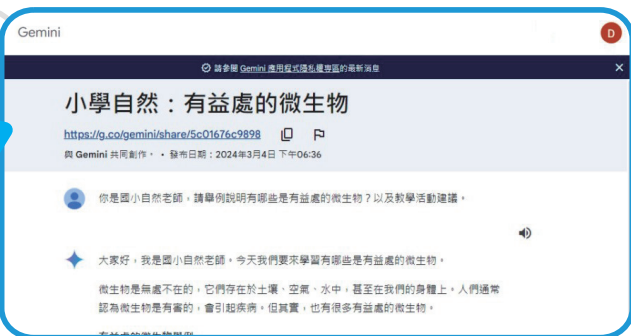 Gemini
D
請參閱 Gemini 應用程式隱私權專區的最新消息
小學自然：有益處的微生物
https://g.co/gemini/share/5c01676c9898
與 Gemini 共同創作・ • 發布日期：2024年3月4日 下午06:36
你是國小自然老師，請舉例說明有哪些是有益處的微生物？以及教學活動建議。
大家好，我是國小自然老師。今天我們要來學習有哪些是有益處的微生物。
微生物是無處不在的，它們存在於土壤、空氣、水中，甚至在我們的身體上。人們通常
認為微生物是有害的，會引起疾病。但其實，也有很多有益處的微生物。